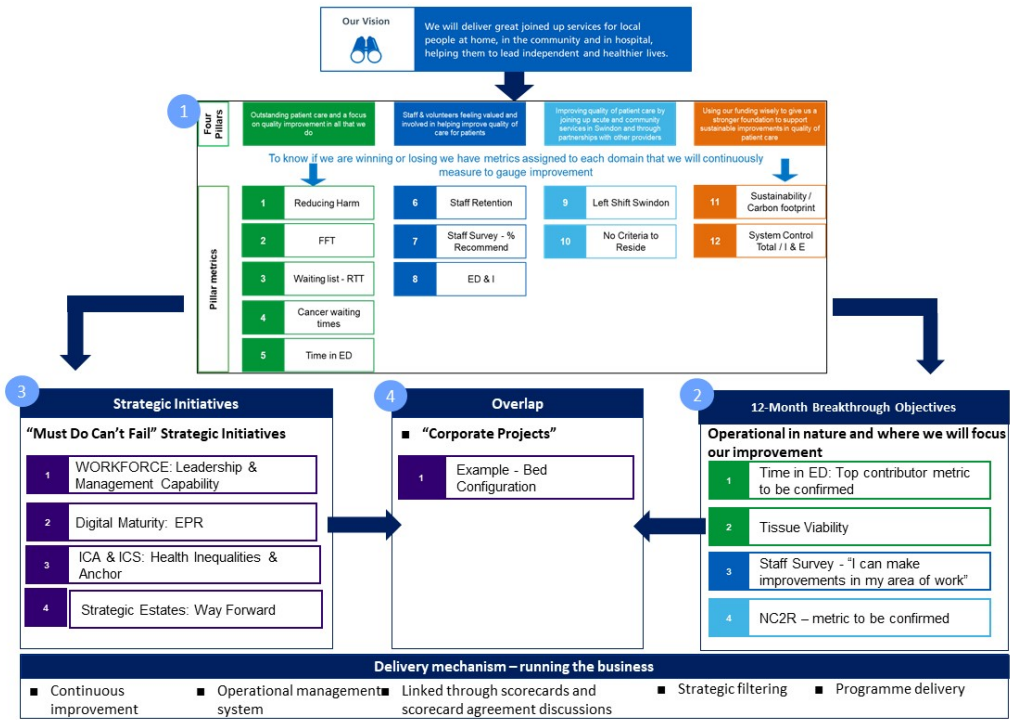 Our Vision
We will deliver great joined up services for local
people at home, in the community and in hospital,
helping them to lead independent and healthier lives.
1
Four
Pillars
Outstanding patient care and a focus
on quality improvement in all that we
do
Staff & volunteers feeling valued and
involved in helping improve quality of
care for patients
Improving quality of patient care by
joining up acute and community
services in Swindon and through
partnerships with other providers
Using our funding wisely to give us a
stronger foundation to support
sustainable improvements in quality of
patient care
To know if we are winning or losing we have metrics assigned to each domain that we will continuously
measure to gauge improvement
Pillar metrics
1
Reducing Harm
2
FFT
3
Waiting list - RTT
4
Cancer waiting
times
5
Time in ED
6
Staff Retention
7
Staff Survey - %
Recommend
8
ED & I
9
Left Shift Swindon
10
No Criteria to
Reside
11
Sustainability /
Carbon footprint
12
System Control
Total / I & E
3
Strategic Initiatives
“Must Do Can’t Fail” Strategic Initiatives
1
WORKFORCE: Leadership &
Management Capability
2
Digital Maturity: EPR
3
ICA & ICS: Health Inequalities &
Anchor
4
Strategic Estates: Way Forward
4
Overlap
■ “Corporate Projects”
1
Example - Bed
Configuration
2
12-Month Breakthrough Objectives
Operational in nature and where we will focus
our improvement
1
Time in ED: Top contributor metric
to be confirmed
2
Tissue Viability
3
Staff Survey - “I can make
improvements in my area of work”
4
NC2R – metric to be confirmed
Delivery mechanism – running the business
■ Continuous
improvement
■ Operational management
system
■ Linked through scorecards and
scorecard agreement discussions
■ Strategic filtering
■ Programme delivery